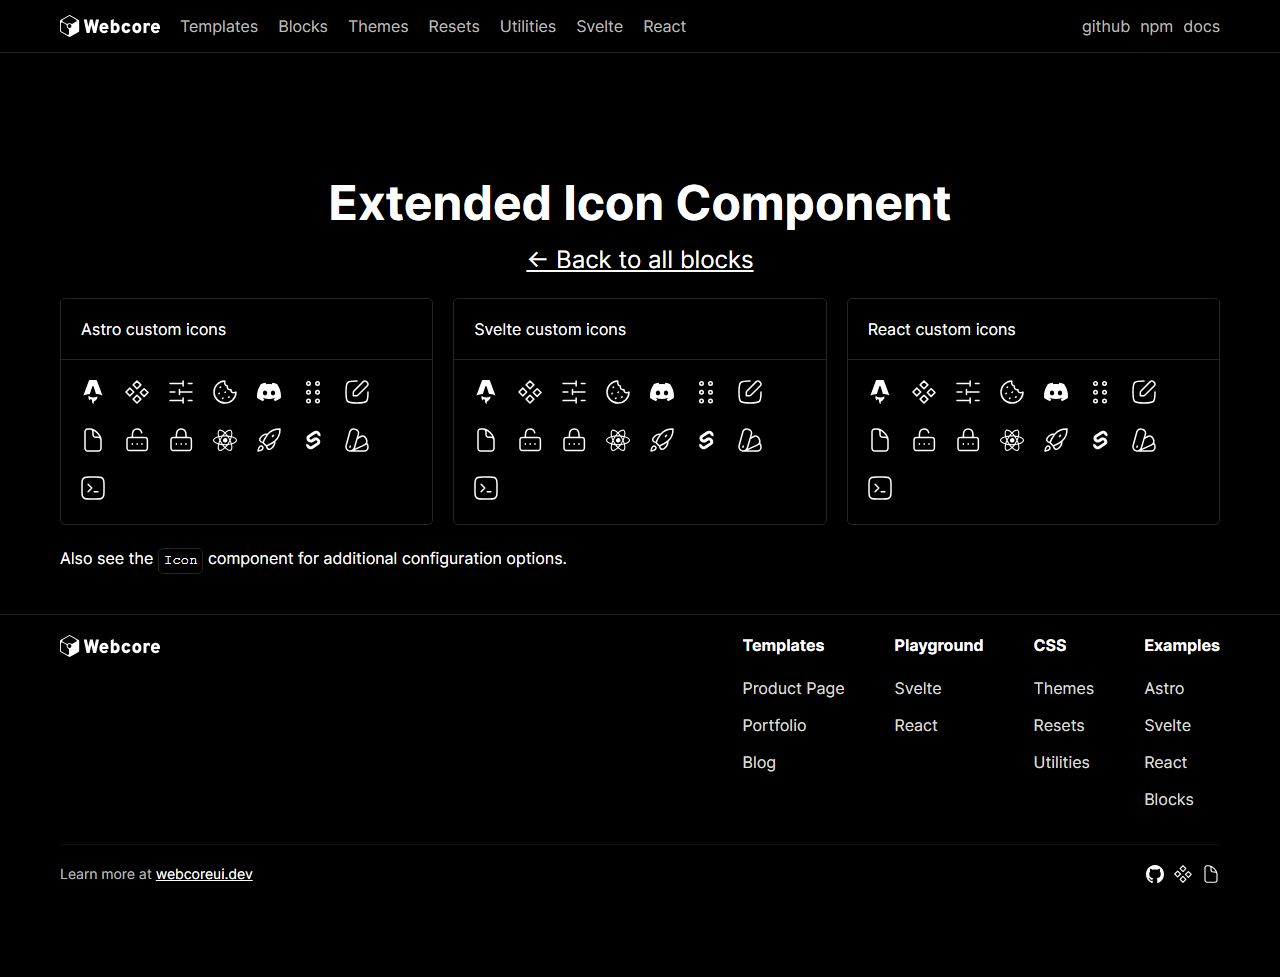 Webcore Templates Blocks Themes Resets Utilities Svelte React github npm docs
Extended Icon Component
← Back to all blocks
Astro custom icons
Svelte custom icons
React custom icons
Also see the Icon component for additional configuration options.
Webcore
Templates
Product Page
Portfolio
Blog
Playground
Svelte
React
CSS
Themes
Resets
Utilities
Examples
Astro
Svelte
React
Blocks
Learn more at webcoreui.dev